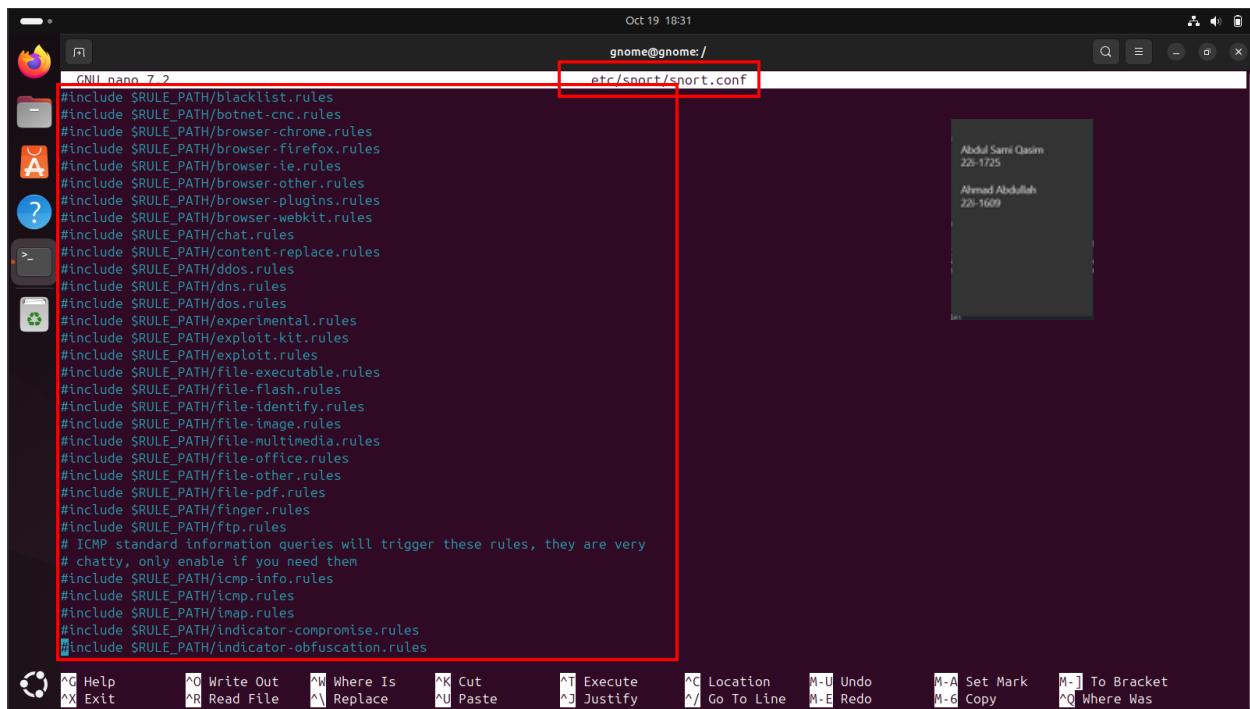 Oct 19 18:31
gnome@gnome: /
GNU nano 7.2 etc/snort/snort.conf
#include $RULE_PATH/blacklist.rules
#include $RULE_PATH/botnet-cnc.rules
#include $RULE_PATH/browser-chrome.rules
#include $RULE_PATH/browser-firefox.rules
#include $RULE_PATH/browser-ie.rules
#include $RULE_PATH/browser-other.rules
#include $RULE_PATH/browser-plugins.rules
#include $RULE_PATH/browser-webkit.rules
#include $RULE_PATH/chat.rules
#include $RULE_PATH/content-replace.rules
#include $RULE_PATH/ddos.rules
#include $RULE_PATH/dns.rules
#include $RULE_PATH/dos.rules
#include $RULE_PATH/experimental.rules
#include $RULE_PATH/exploit-kit.rules
#include $RULE_PATH/exploit.rules
#include $RULE_PATH/file-executable.rules
#include $RULE_PATH/file-flash.rules
#include $RULE_PATH/file-identify.rules
#include $RULE_PATH/file-image.rules
#include $RULE_PATH/file-multimedia.rules
#include $RULE_PATH/file-office.rules
#include $RULE_PATH/file-other.rules
#include $RULE_PATH/file-pdf.rules
#include $RULE_PATH/finger.rules
#include $RULE_PATH/ftp.rules
# ICMP standard information queries will trigger these rules, they are very
# chatty, only enable if you need them
#include $RULE_PATH/icmp-info.rules
#include $RULE_PATH/icmp.rules
#include $RULE_PATH/imap.rules
#include $RULE_PATH/indicator-compromise.rules
#include $RULE_PATH/indicator-obfuscation.rules
Abdul Sami Qasim
22i-1725
Ahmad Abdullah
22i-1609
^G Help ^O Write Out ^W Where Is ^K Cut ^T Execute ^C Location M-U Undo M-A Set Mark M-] To Bracket
^X Exit ^R Read File ^\ Replace ^U Paste ^J Justify ^/ Go To Line M-E Redo M-6 Copy ^Q Where Was